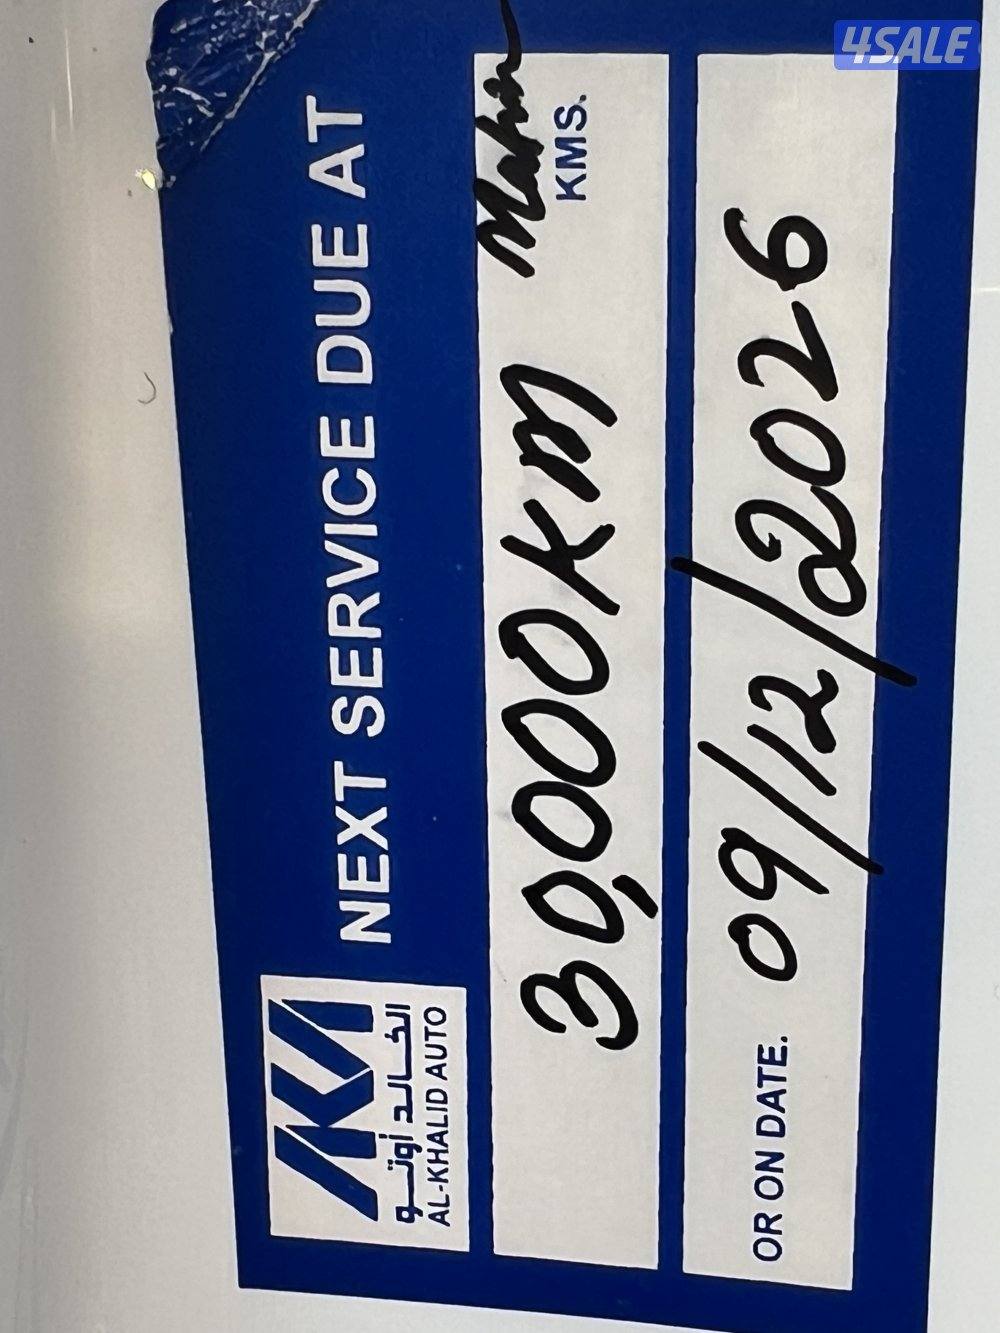 4SALE
NEXT SERVICE DUE AT
الخالد أوتو
AL-KHALID AUTO
30,000KM
KMS.
OR ON DATE. 09/12/2026